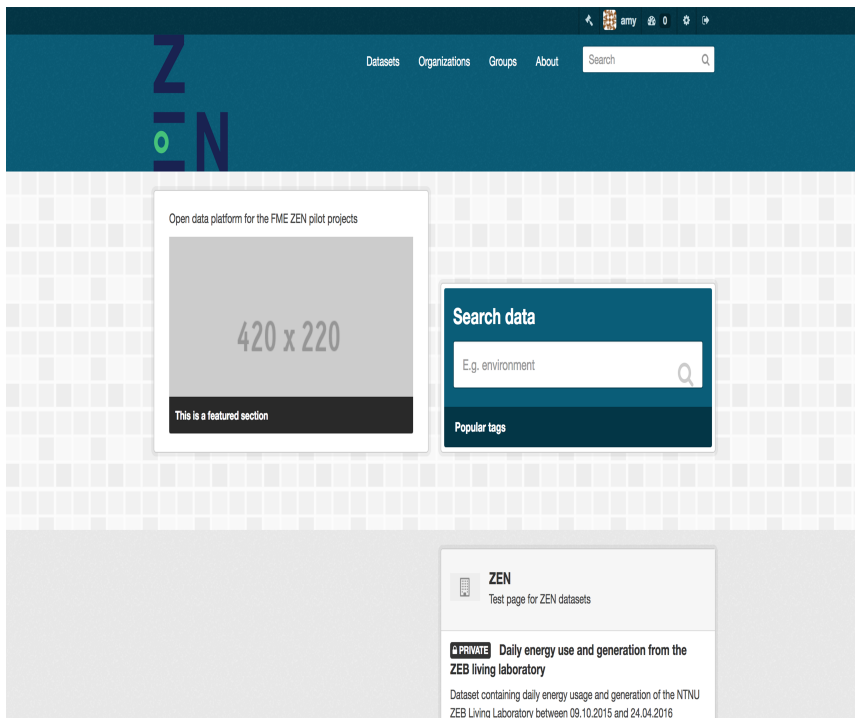 amy 0
Datasets Organizations Groups About Search
Z
EN
Open data platform for the FME ZEN pilot projects
420 x 220
This is a featured section
Search data
E.g. environment
Popular tags
ZEN
Test page for ZEN datasets
PRIVATE Daily energy use and generation from the
ZEB living laboratory
Dataset containing daily energy usage and generation of the NTNU
ZEB Living Laboratory between 09.10.2015 and 24.04.2016